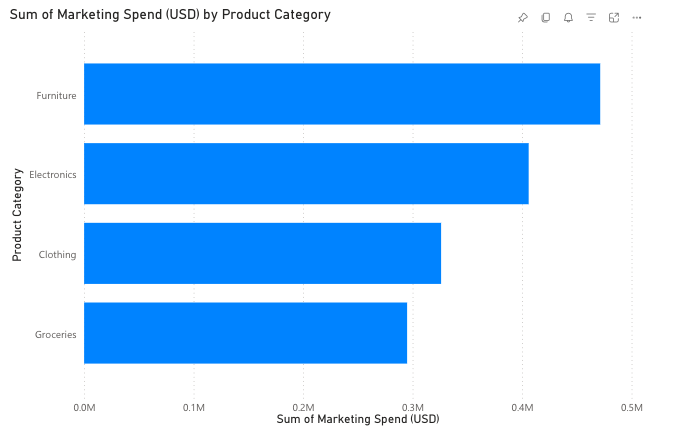 Sum of Marketing Spend (USD) by Product Category
Product Category
Furniture
Electronics
Clothing
Groceries
0.0M 0.1M 0.2M 0.3M 0.4M 0.5M
Sum of Marketing Spend (USD)